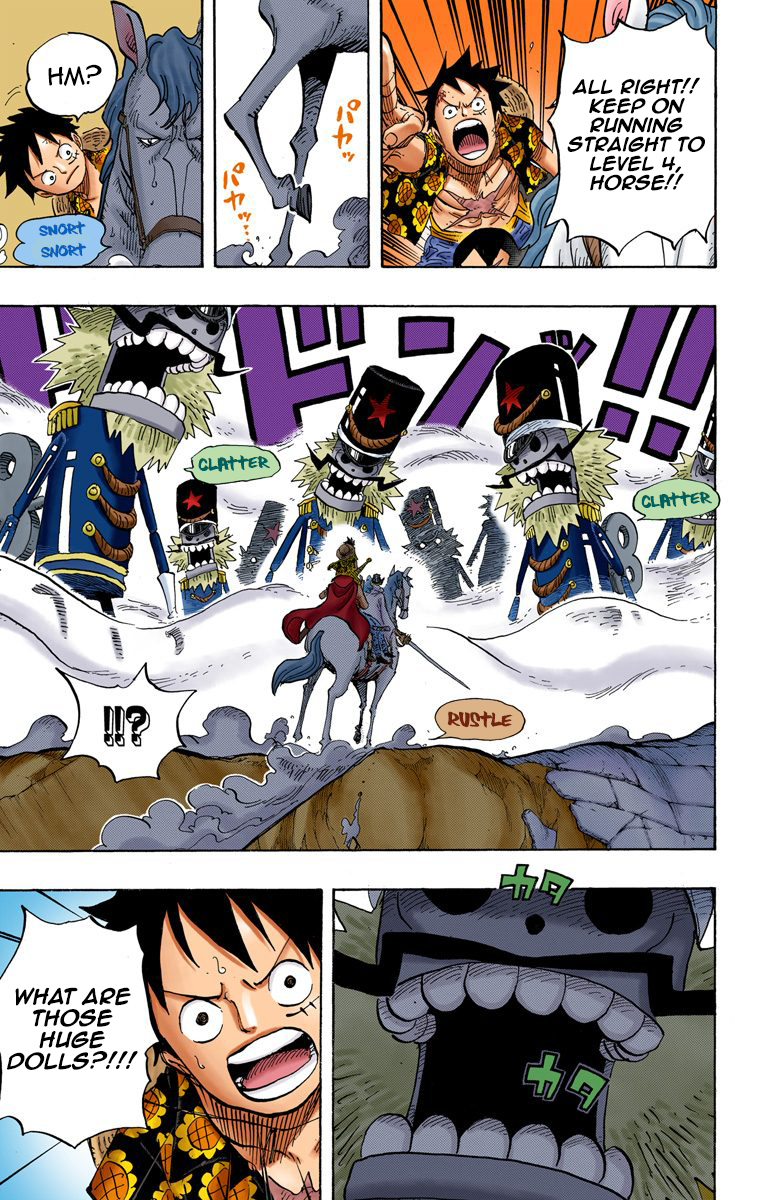 ALL RIGHT!!
KEEP ON
RUNNING
STRAIGHT TO
LEVEL 4,
HORSE!!
パカッ
パカッ
HM?
SNORT
SNORT
ドンッ!!
CLATTER
CLATTER
RUSTLE
!!?
カタ
カタ
WHAT ARE
THOSE
HUGE
DOLLS?!!!